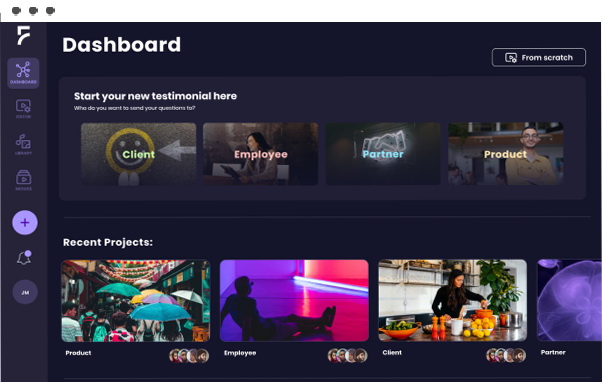 Dashboard
From scratch
DASHBOARD
Start your new testimonial here
Who do you want to send your questions to?
Client
Employee
Partner
Product
EDITOR
LIBRARY
JM
Recent Projects:
Product
Employee
Client
Partner